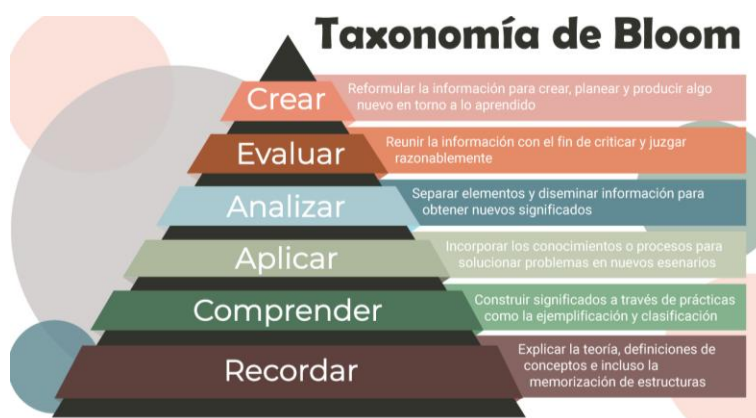 Taxonomía de Bloom
Crear
Reformular la información para crear, planear y producir algo
nuevo en torno a lo aprendido
Evaluar
Reunir la información con el fin de criticar y juzgar
razonablemente
Analizar
Separar elementos y diseminar información para
obtener nuevos significados
Aplicar
Incorporar los conocimientos o procesos para
solucionar problemas en nuevos esenarios
Comprender
Construir significados a través de prácticas
como la ejemplificación y clasificación
Recordar
Explicar la teoría, definiciones de
conceptos e incluso la
memorización de estructuras